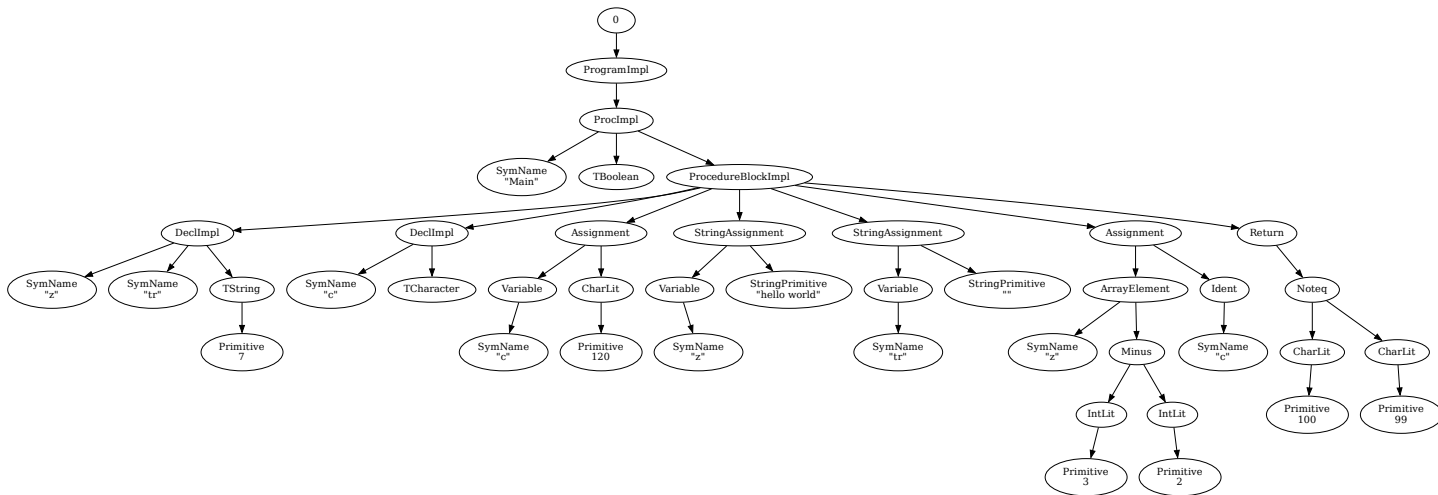 0
ProgramImpl
ProcImpl
SymName
"Main"
TBoolean
ProcedureBlockImpl
DeclImpl
DeclImpl
Assignment
StringAssignment
StringAssignment
Assignment
Return
SymName
"z"
SymName
"tr"
TString
SymName
"c"
TCharacter
Variable
CharLit
Variable
StringPrimitive
"hello world"
Variable
StringPrimitive
""
ArrayElement
Ident
Noteq
Primitive
7
SymName
"c"
Primitive
120
SymName
"z"
SymName
"tr"
SymName
"z"
Minus
SymName
"c"
CharLit
CharLit
IntLit
IntLit
Primitive
100
Primitive
99
Primitive
3
Primitive
2